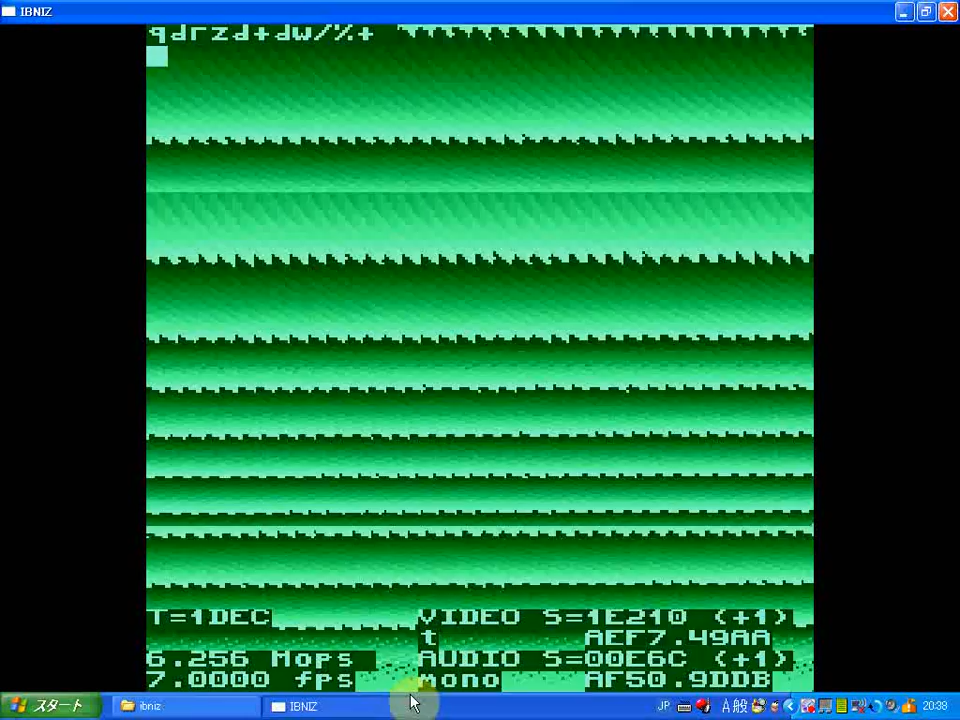 IBNIZ
qdrzd+dw/%+
T=1DEC
VIDEO S=1E210 (+1)
t AEF7.49AA
6.256 Mops
AUDIO S=00E6C (+1)
7.0000 fps
mono AF50.9DDB
スタート
ibniz
IBNIZ
JP
A 般
20:38